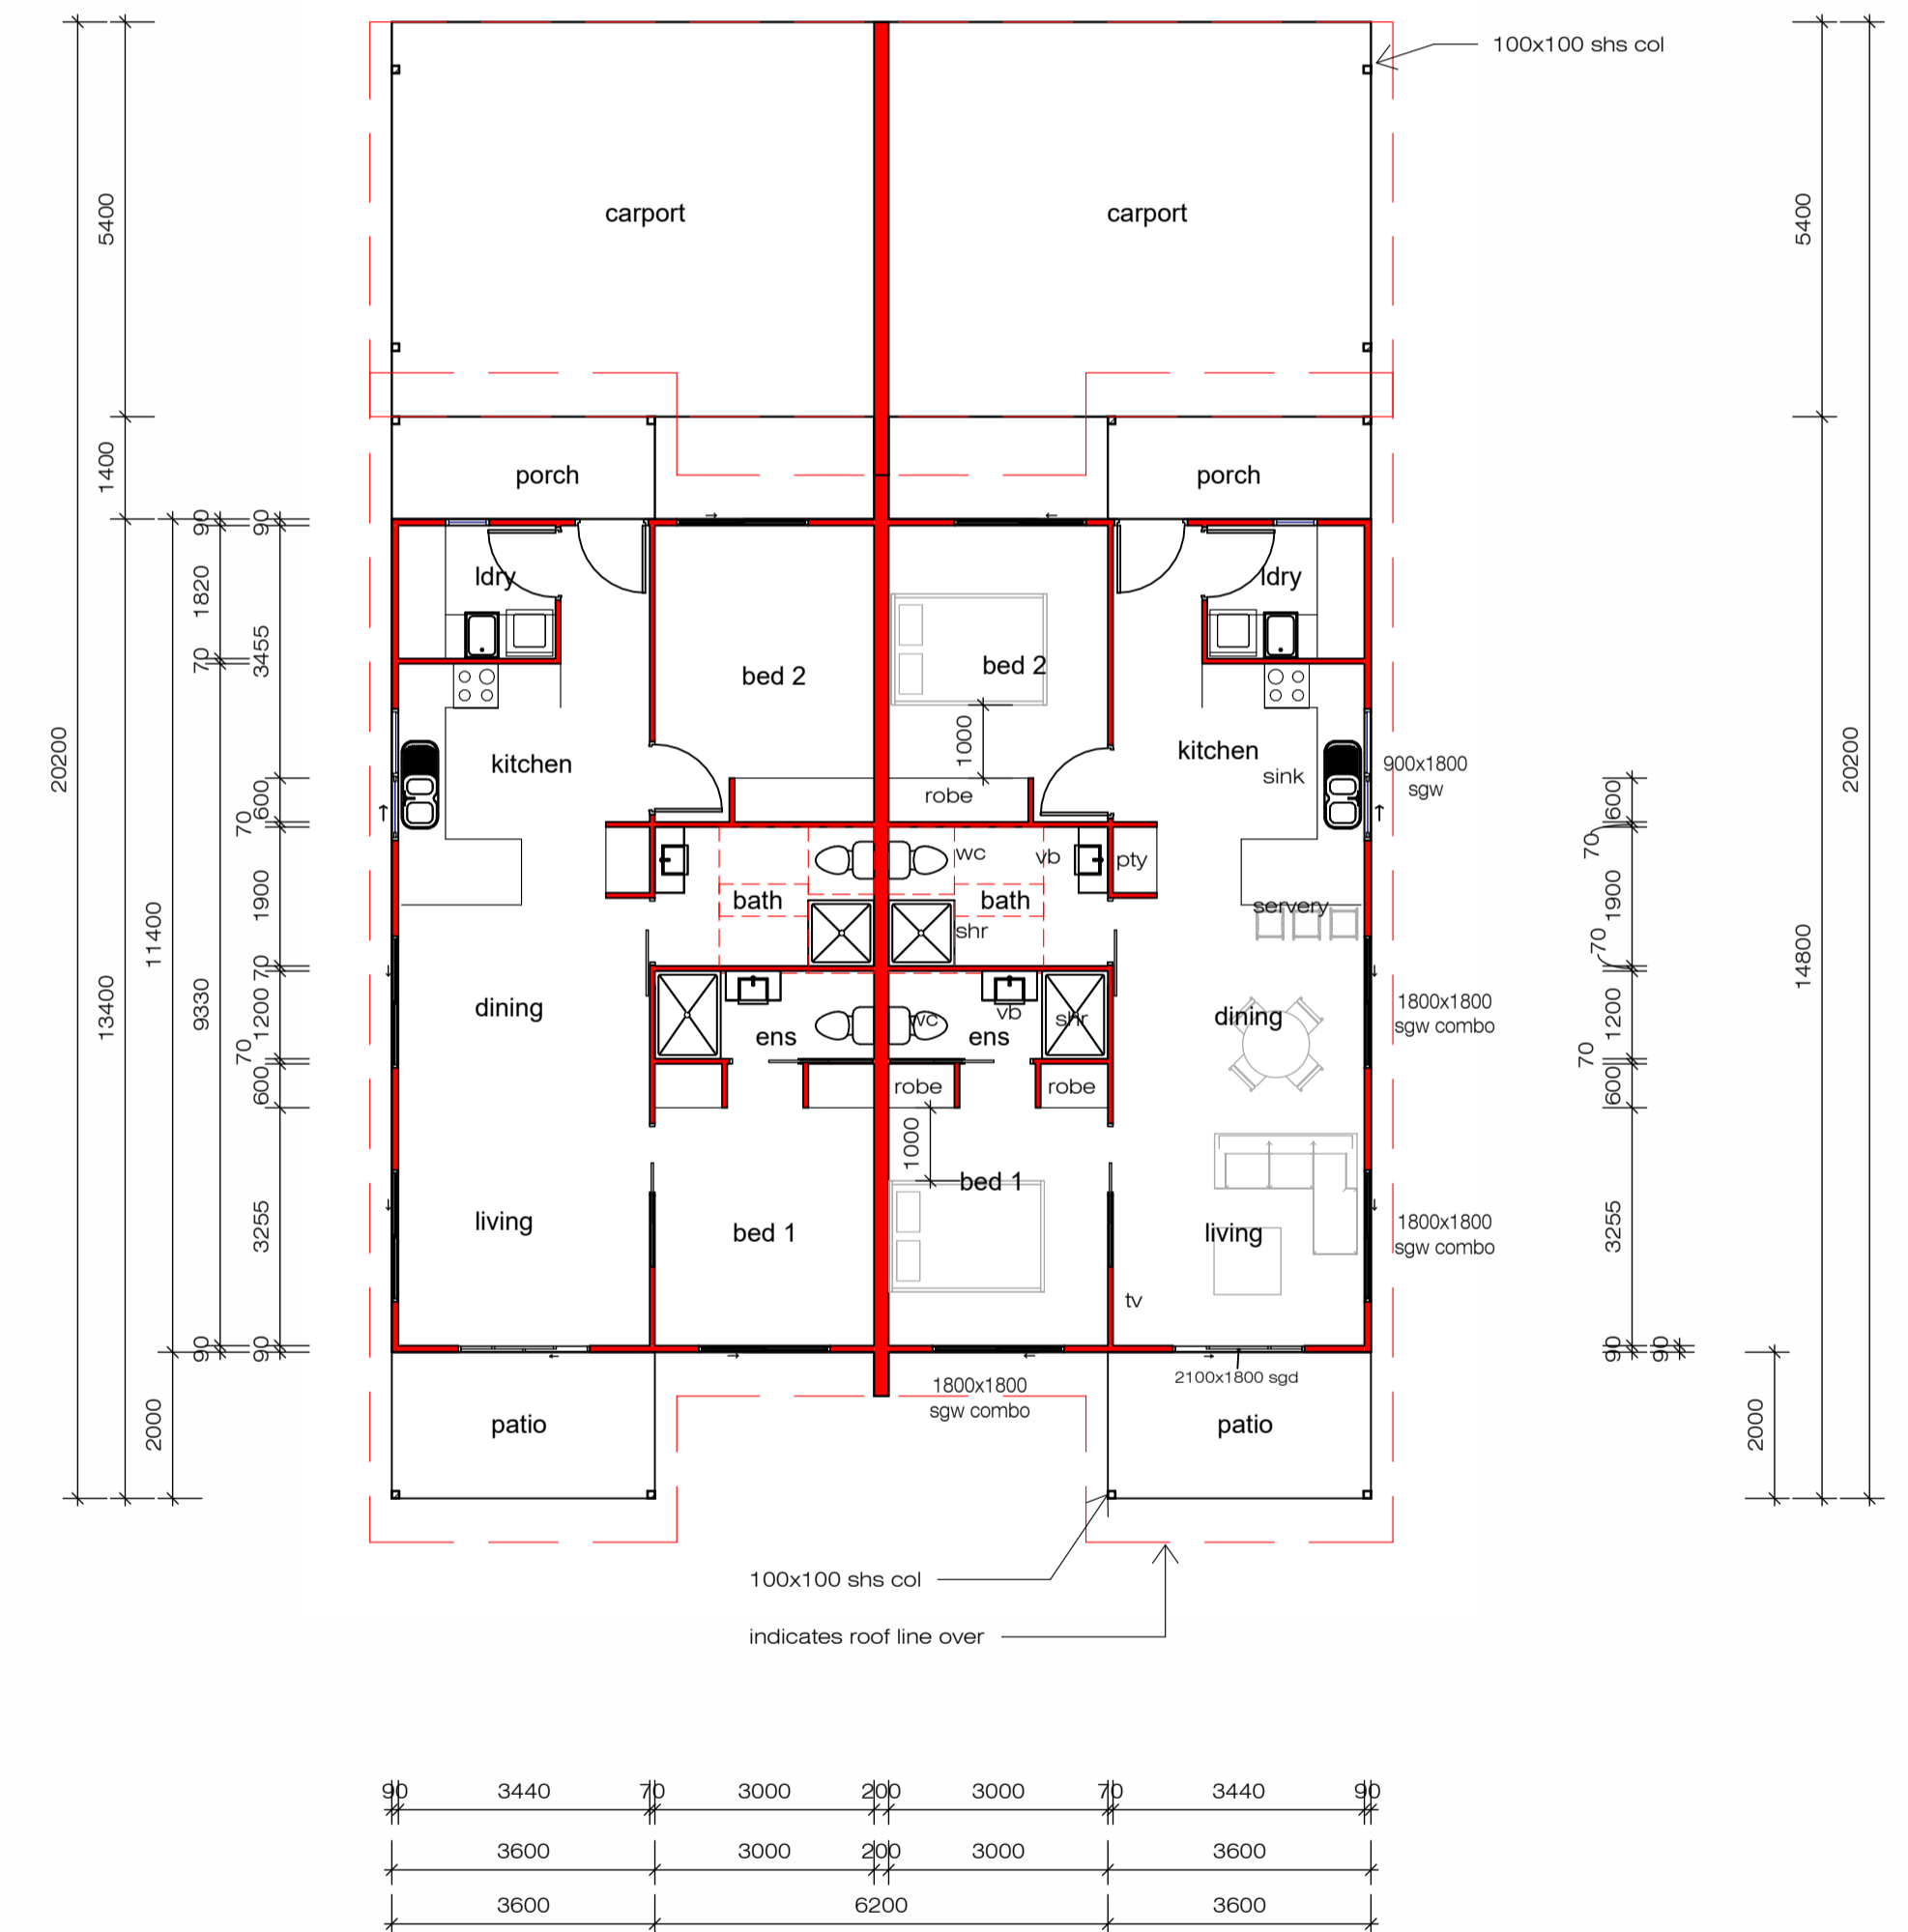 100x100 shs col
carport
carport
5400
5400
1400
porch
porch
90
90
1820
3455
70
ldry
ldry
bed 2
bed 2
1000
20200
20200
kitchen
kitchen
sink
900x1800
sgw
robe
600
70
600
70
wc
vb
pty
bath
bath
1900
1900
servery
shr
11400
14800
13400
9330
70
70
1200
1200
dining
dining
wc
vb
shr
ens
ens
1800x1800
sgw combo
70
70
600
600
robe
robe
1000
bed 1
bed 1
living
living
3255
3255
1800x1800
sgw combo
tv
90
90
90
90
2100x1800 sgd
1800x1800
sgw combo
2000
2000
patio
patio
100x100 shs col
indicates roof line over
90 3440 70 3000 200 3000 70 3440 90
3600 3000 200 3000 3600
3600 6200 3600